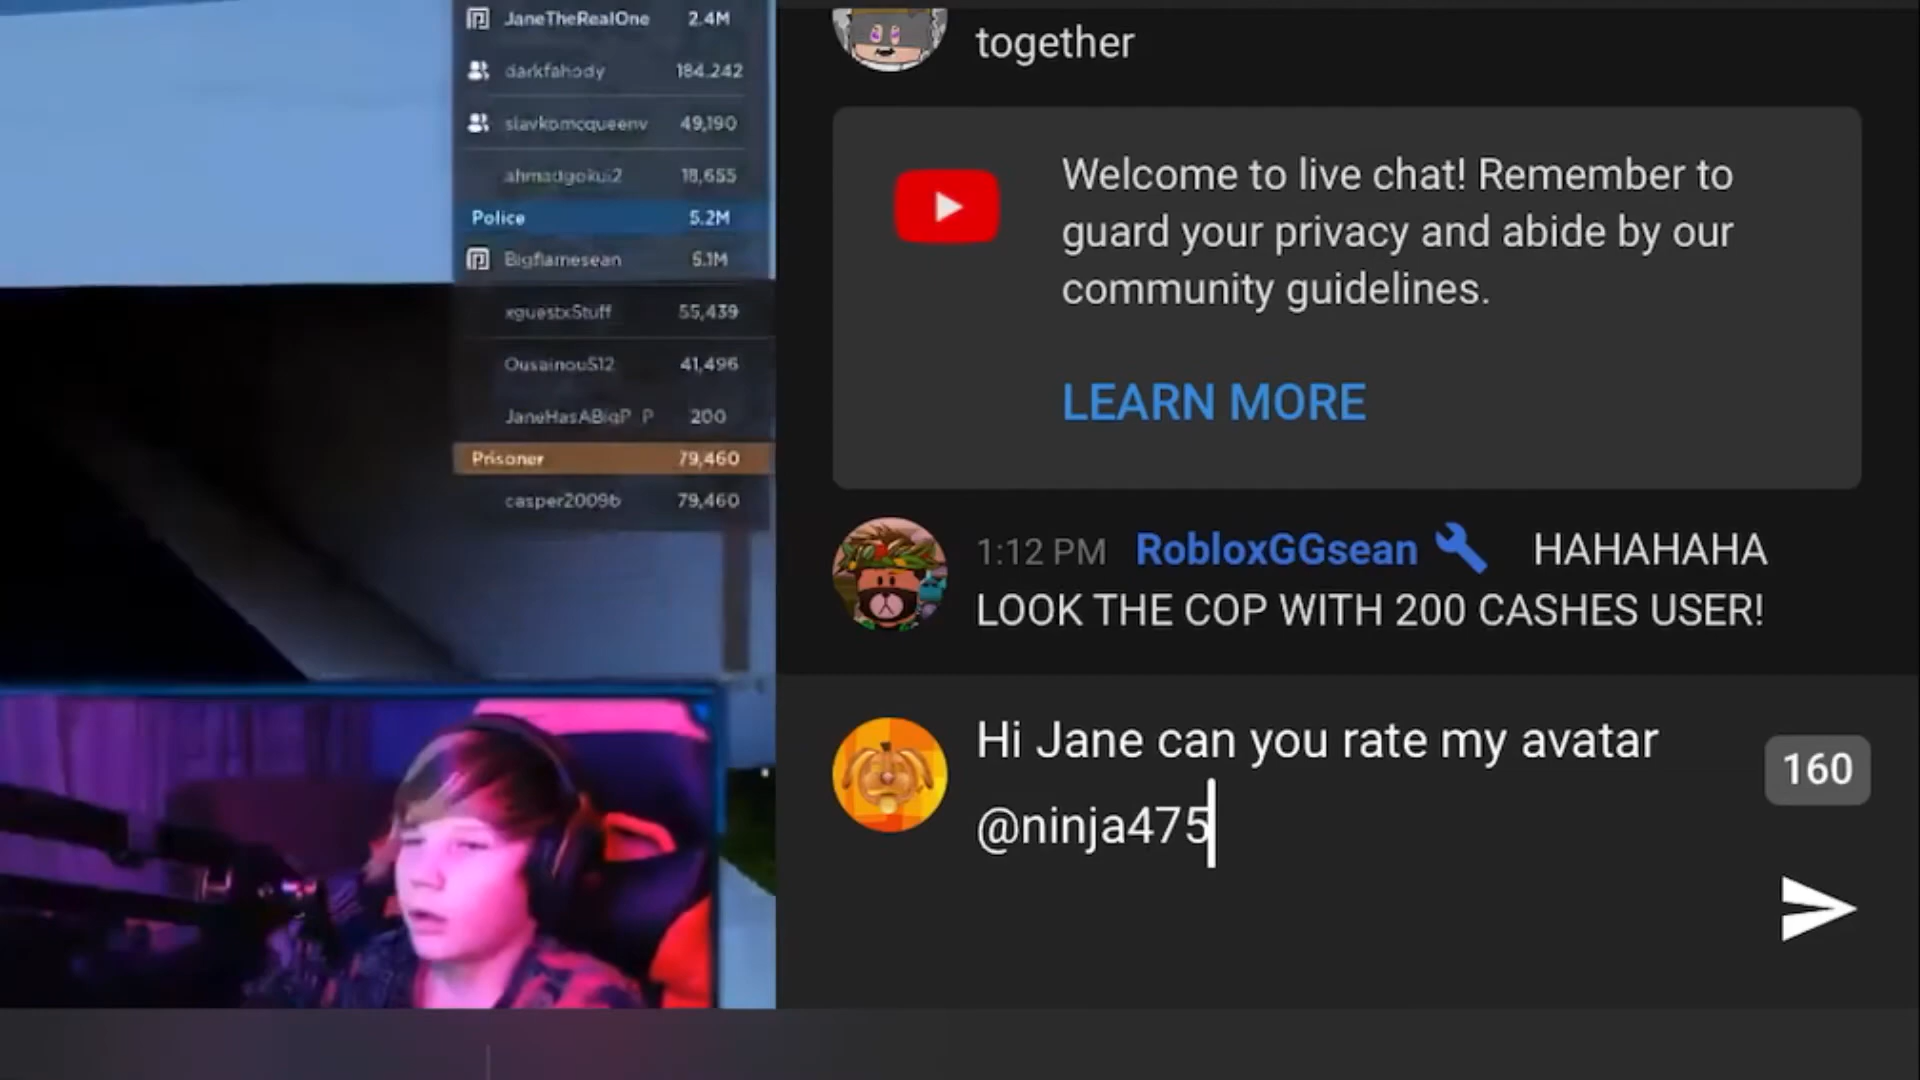 JaneTheRealOne 2.4M
darkfahody 184,242
slavkomcqueenv 49,190
ahmadgokui2 18,655
Police 5.2M
Bigflamesean 5.1M
xguestxStuff 55,439
OusainouS12 41,496
JaneHasABigP P 200
Prisoner 79,460
casper2009b 79,460
together
Welcome to live chat! Remember to
guard your privacy and abide by our
community guidelines.
LEARN MORE
1:12 PM RobloxGGsean HAHAHAHA
LOOK THE COP WITH 200 CASHES USER!
Hi Jane can you rate my avatar
@ninja475
160